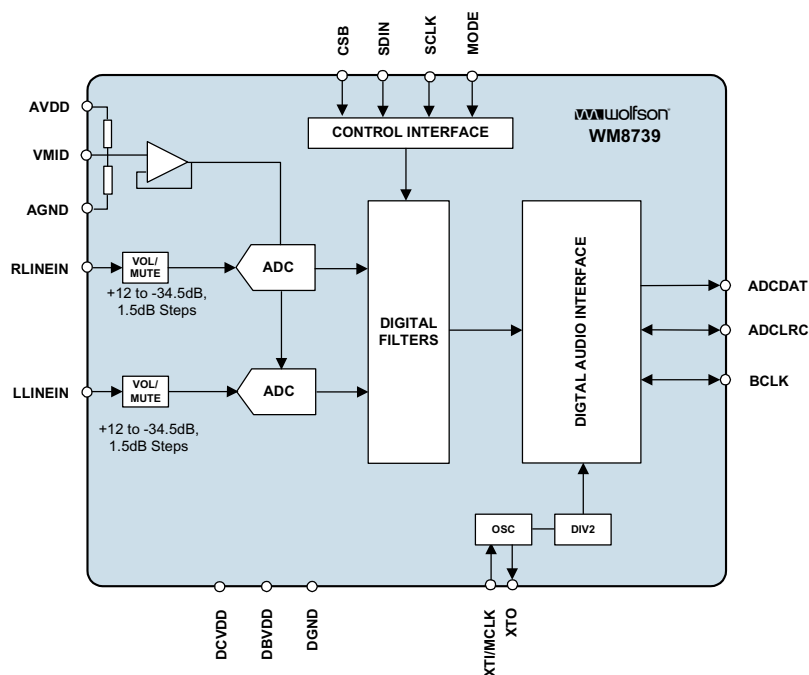 CSB
SDIN
SCLK
MODE
AVDD
wolfson®
WM8739
CONTROL INTERFACE
VMID
AGND
RLINEIN
VOL/
MUTE
ADC
+12 to -34.5dB,
1.5dB Steps
DIGITAL
FILTERS
DIGTAL AUDIO INTERFACE
ADCDAT
ADCLRC
BCLK
LLINEIN
VOL/
MUTE
ADC
+12 to -34.5dB,
1.5dB Steps
OSC
DIV2
DCVDD
DBVDD
DGND
XTI/MCLK
XTO